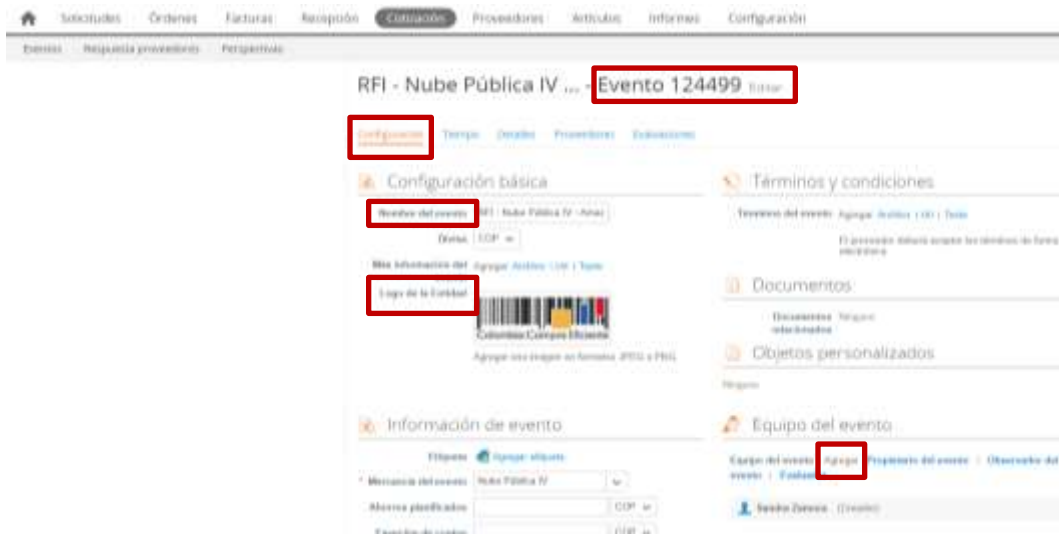 Solicitudes Órdenes Facturas Recepción Cotización Proveedores Artículos Informes Configuración
Eventos Respuesta proveedores Perspectivas
RFI - Nube Pública IV ... - Evento 124499 Editar
Configuración Tiempo Detalles Proveedores Evaluaciones
Configuración básica
Nombre del evento RFI - Nube Pública IV - Amaz
Divisa COP
Más información del evento Agregar Archivo | Url | Texto
Logo de la Entidad
Colombia Compra Eficiente
Agregar una imagen en formatos JPEG o PNG.
Información de evento
Etiqueta Agregar etiqueta
* Mercancía del evento Nube Pública IV
Ahorros planificados COP
COP
Términos y condiciones
Términos del evento Agregar Archivo | Url | Texto
El proveedor deberá aceptar los términos de forma
electrónica
Documentos
Documentos Ninguno
relacionados
Objetos personalizados
Ninguno
Equipo del evento
Equipo del evento Agregar Propietario del evento | Observador del
evento | Evaluador
Sandra Zamora (Creador)